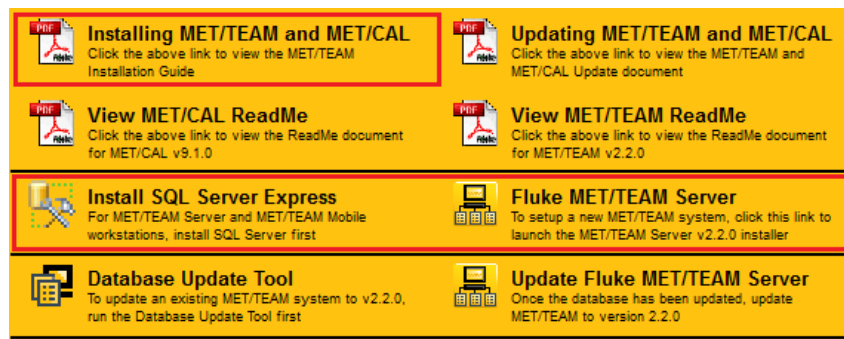 Installing MET/TEAM and MET/CAL
Click the above link to view the MET/TEAM
Installation Guide
Updating MET/TEAM and MET/CAL
Click the above link to view the MET/TEAM and
MET/CAL Update document
View MET/CAL ReadMe
Click the above link to view the ReadMe document
for MET/CAL v9.1.0
View MET/TEAM ReadMe
Click the above link to view the ReadMe document
for MET/TEAM v2.2.0
Install SQL Server Express
For MET/TEAM Server and MET/TEAM Mobile
workstations, install SQL Server first
Fluke MET/TEAM Server
To setup a new MET/TEAM system, click this link to
launch the MET/TEAM Server v2.2.0 installer
Database Update Tool
To update an existing MET/TEAM system to v2.2.0,
run the Database Update Tool first
Update Fluke MET/TEAM Server
Once the database has been updated, update
MET/TEAM to version 2.2.0
PDF
Adobe
PDF
Adobe
PDF
Adobe
PDF
Adobe